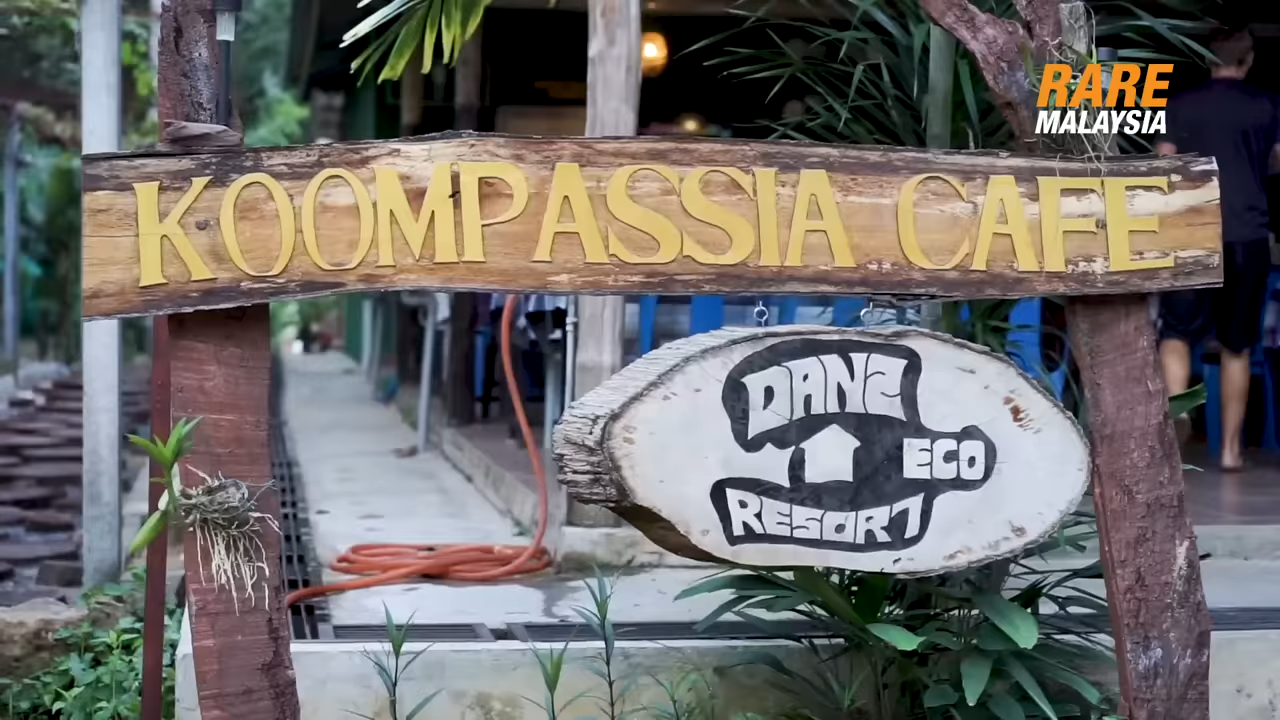 RARE
MALAYSIA
KOOMPASSIA CAFE
DANZ
ECO
RESORT